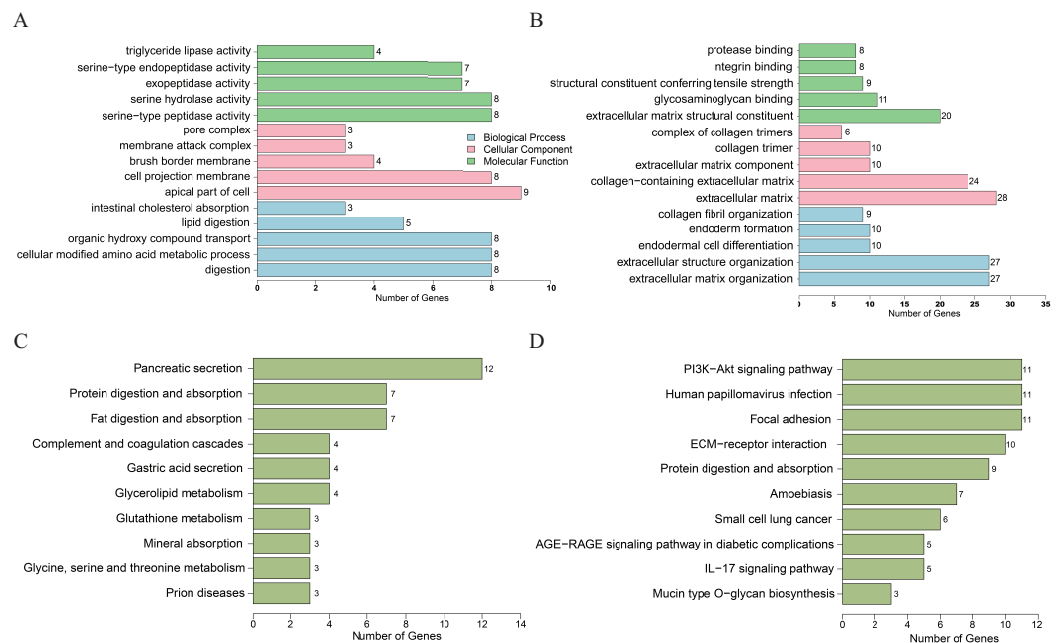 A
triglyceride lipase activity 4
serine-type endopeptidase activity 7
exopeptidase activity 7
serine hydrolase activity 8
serine-type peptidase activity 8
pore complex 3
membrane attack complex 3
brush border membrane 4
cell projection membrane 8
apical part of cell 9
intestinal cholesterol absorption 3
lipid digestion 5
organic hydroxy compound transport 8
cellular modified amino acid metabolic process 8
digestion 8
Biological Process
Cellular Component
Molecular Function
0 2 4 6 8 10
Number of Genes
B
protease binding 8
ntegrin binding 8
structural constituent conferring tensile strength 9
glycosaminoglycan binding 11
extracellular matrix structural constituent 20
complex of collagen trimers 6
collagen trimer 10
extracellular matrix component 10
collagen-containing extracellular matrix 24
extracellular matrix 28
collagen fibril organization 9
endoderm formation 10
endodermal cell differentiation 10
extracellular structure organization 27
extracellular matrix organization 27
0 5 10 15 20 25 30 35
Number of Genes
C
Pancreatic secretion 12
Protein digestion and absorption 7
Fat digestion and absorption 7
Complement and coagulation cascades 4
Gastric acid secretion 4
Glycerolipid metabolism 4
Glutathione metabolism 3
Mineral absorption 3
Glycine, serine and threonine metabolism 3
Prion diseases 3
0 2 4 6 8 10 12 14
Number of Genes
D
PI3K−Akt signaling pathway 11
Human papillomavirus infection 11
Focal adhesion 11
ECM−receptor interaction 10
Protein digestion and absorption 9
Amoebiasis 7
Small cell lung cancer 6
AGE−RAGE signaling pathway in diabetic complications 5
IL−17 signaling pathway 5
Mucin type O−glycan biosynthesis 3
0 2 4 6 8 10 12
Number of Genes